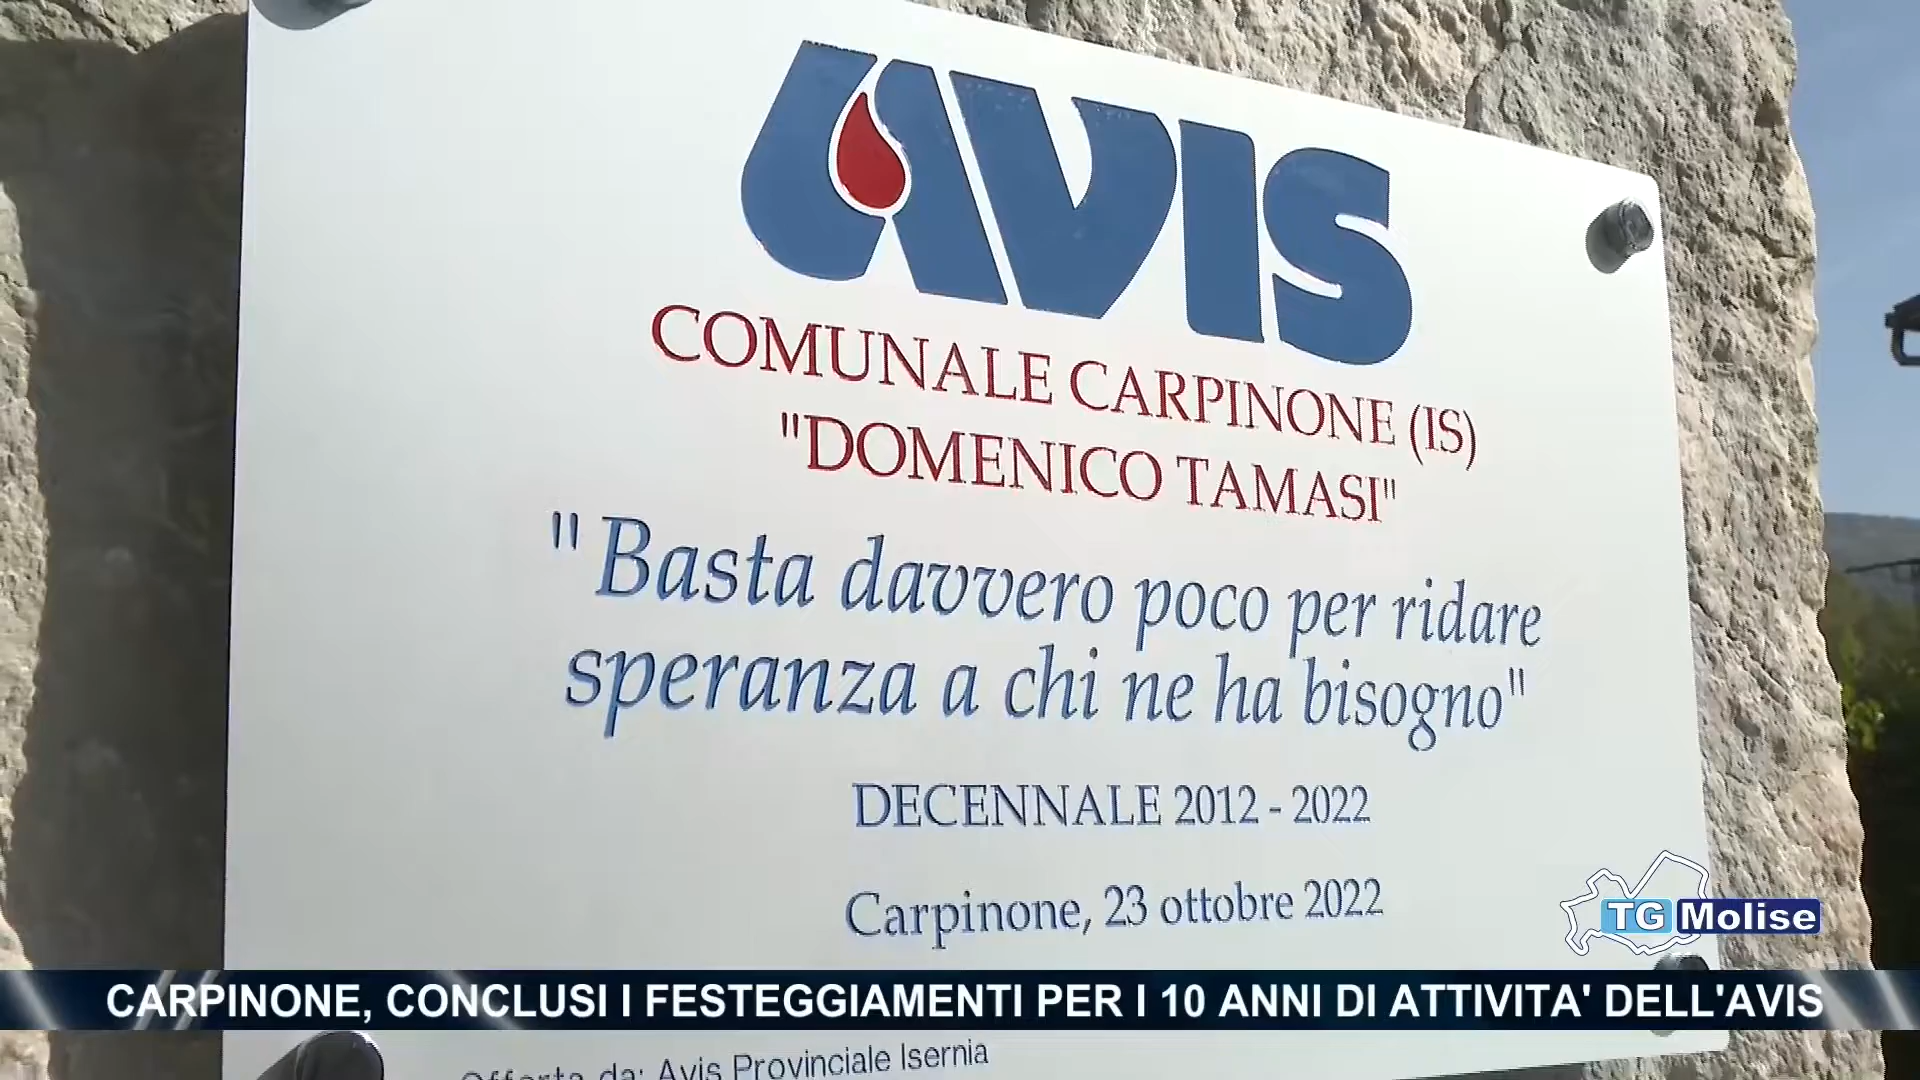 AVIS
COMUNALE CARPINONE (IS)
"DOMENICO TAMASI"
"Basta davvero poco per ridare
speranza a chi ne ha bisogno"
DECENNALE 2012 - 2022
Carpinone, 23 ottobre 2022
TG Molise
CARPINONE, CONCLUSI I FESTEGGIAMENTI PER I 10 ANNI DI ATTIVITA' DELL'AVIS
Offerta da: Avis Provinciale Isernia